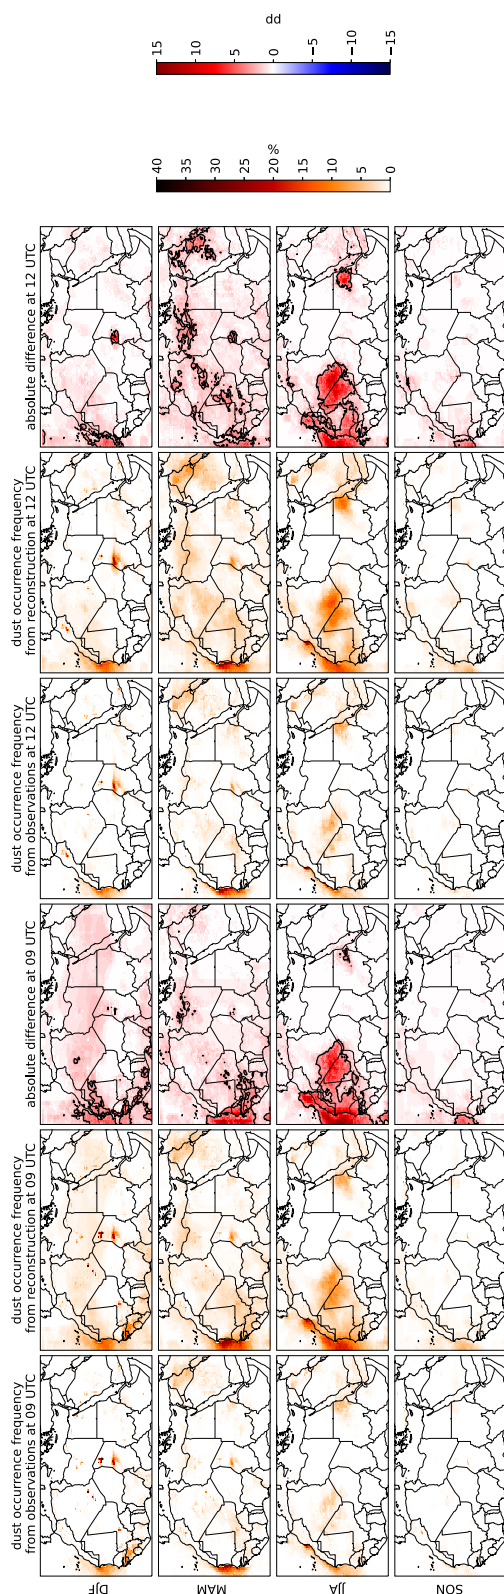 dust occurrence frequency
from observations at 09 UTC
dust occurrence frequency
from reconstruction at 09 UTC
absolute difference at 09 UTC
dust occurrence frequency
from observations at 12 UTC
dust occurrence frequency
from reconstruction at 12 UTC
absolute difference at 12 UTC
DJF
MAM
JJA
SON
40
35
30
25
20
15
10
5
0
%
15
10
5
0
−5
−10
−15
pp